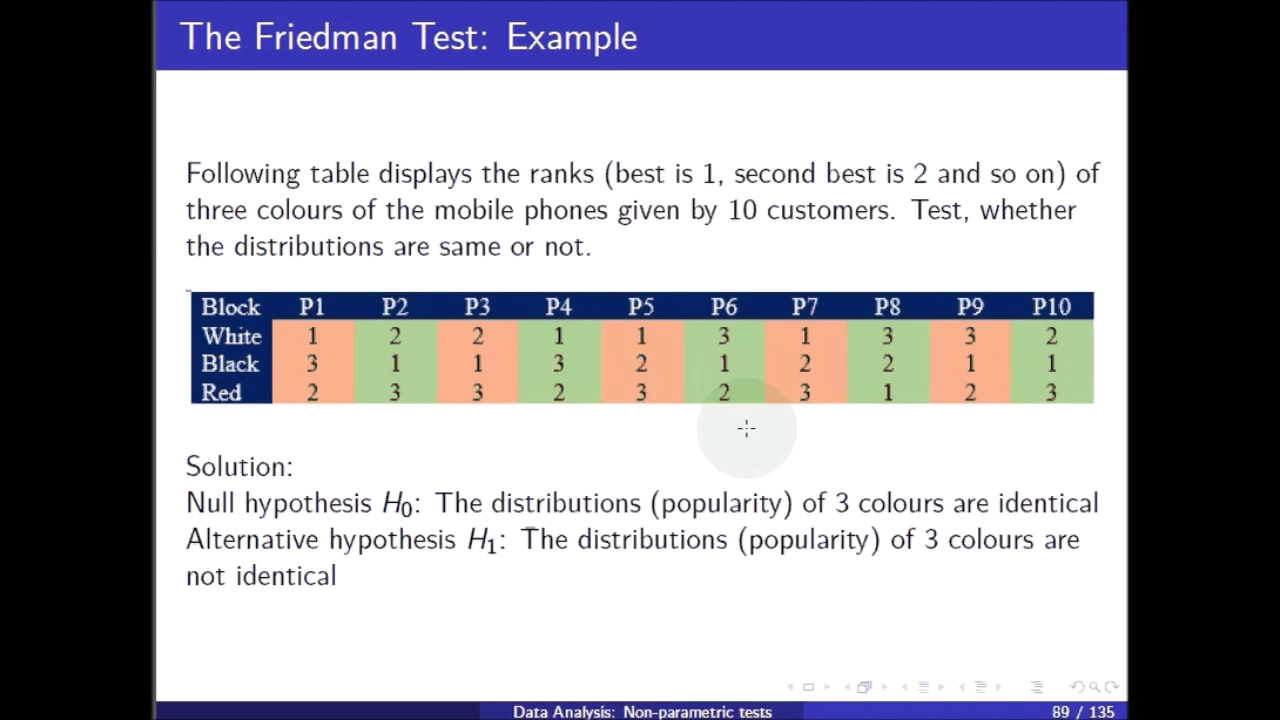 The Friedman Test: Example
Following table displays the ranks (best is 1, second best is 2 and so on) of
three colours of the mobile phones given by 10 customers. Test, whether
the distributions are same or not.
Block P1 P2 P3 P4 P5 P6 P7 P8 P9 P10
White 1 2 2 1 1 3 1 3 3 2
Black 3 1 1 3 2 1 2 2 1 1
Red 2 3 3 2 3 2 3 1 2 3
Solution:
Null hypothesis H0: The distributions (popularity) of 3 colours are identical
Alternative hypothesis H1: The distributions (popularity) of 3 colours are
not identical
Data Analysis: Non-parametric tests 89 / 135